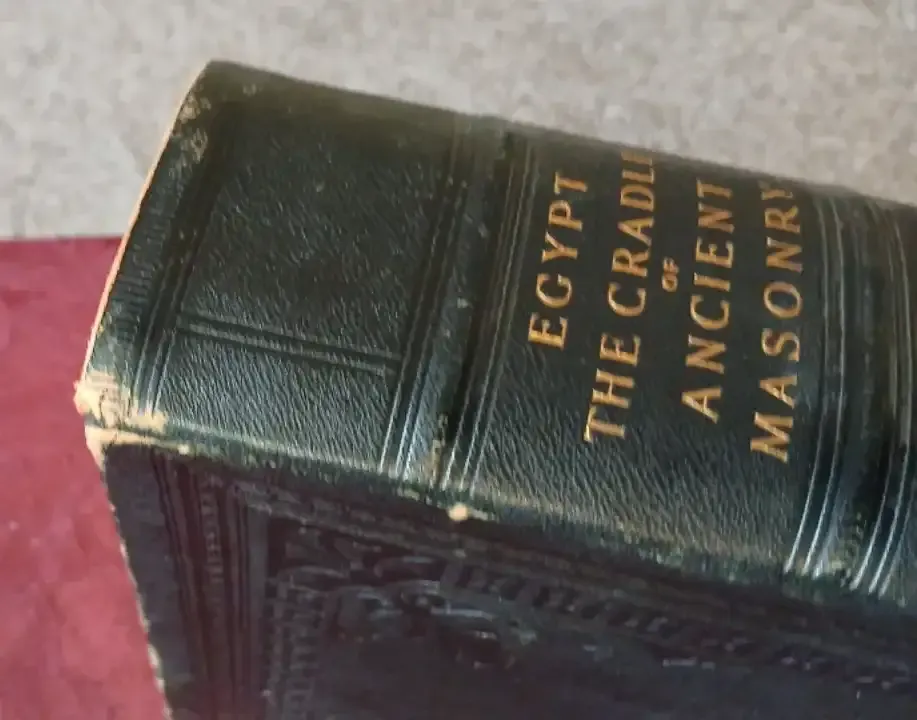 EGYPT
THE CRADLE
OF
ANCIENT
MASONRY